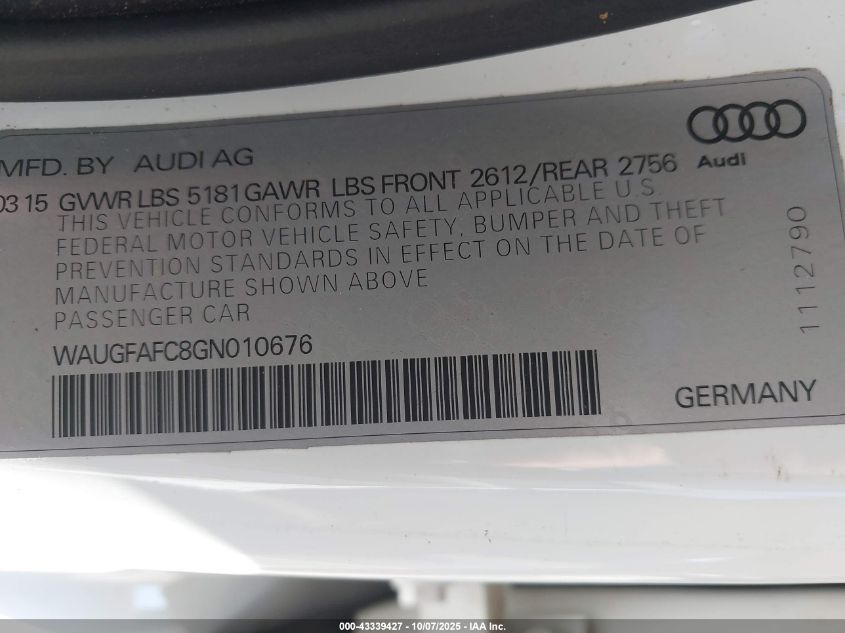 MFD. BY AUDI AG
03 15 GVWR LBS 5181 GAWR LBS FRONT 2612/REAR 2756
Audi
THIS VEHICLE CONFORMS TO ALL APPLICABLE U.S.
FEDERAL MOTOR VEHICLE SAFETY, BUMPER AND THEFT
PREVENTION STANDARDS IN EFFECT ON THE DATE OF
MANUFACTURE SHOWN ABOVE
PASSENGER CAR
1112790
WAUGFAFC8GN010676
GERMANY
000-43339427 - 10/07/2025 - IAA, Inc.